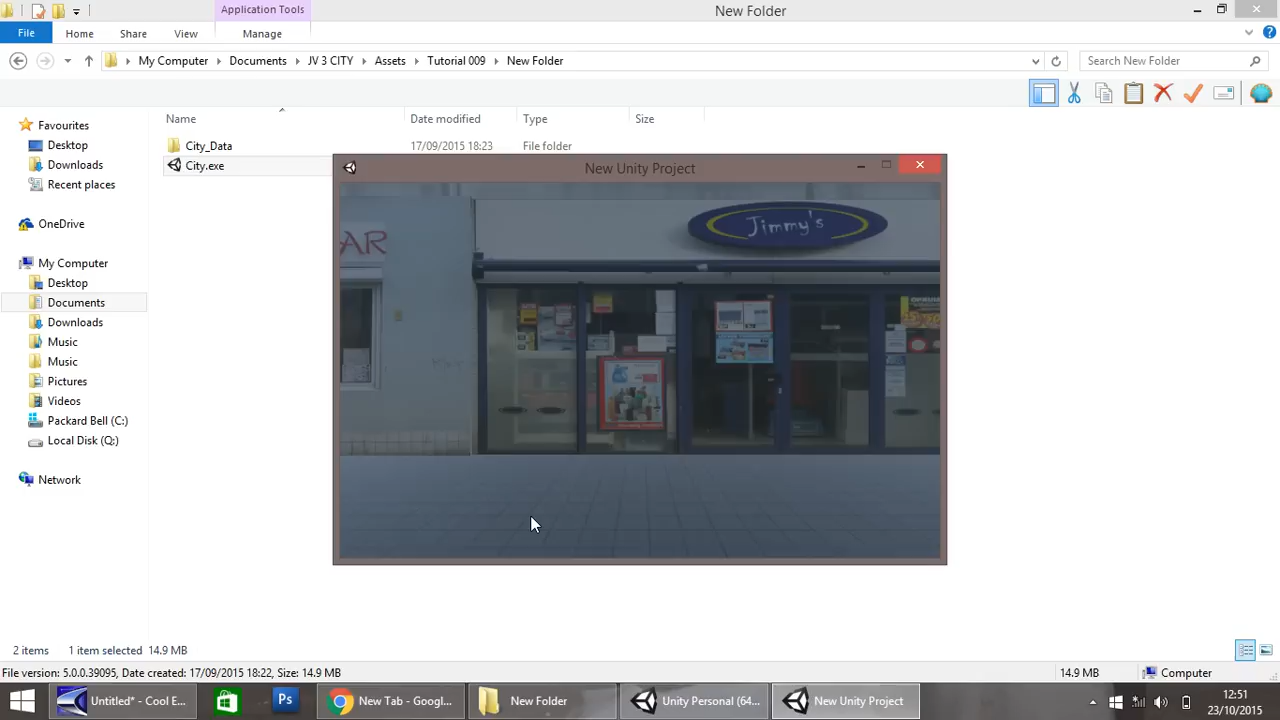 Application Tools
New Folder
File
Home
Share
View
Manage
My Computer
Documents
JV 3 CITY
Assets
Tutorial 009
New Folder
Search New Folder
Name
Date modified
Type
Size
City_Data
17/09/2015 18:23
File folder
City.exe
Favourites
Desktop
Downloads
Recent places
OneDrive
My Computer
Desktop
Documents
Downloads
Music
Music
Pictures
Videos
Packard Bell (C:)
Local Disk (Q:)
Network
New Unity Project
AR
Jimmy's
2 items
1 item selected 14.9 MB
File version: 5.0.0.39095, Date created: 17/09/2015 18:22, Size: 14.9 MB
14.9 MB
Computer
Untitled* - Cool E...
Ps
New Tab - Googl...
New Folder
Unity Personal (64...
New Unity Project
12:51
23/10/2015